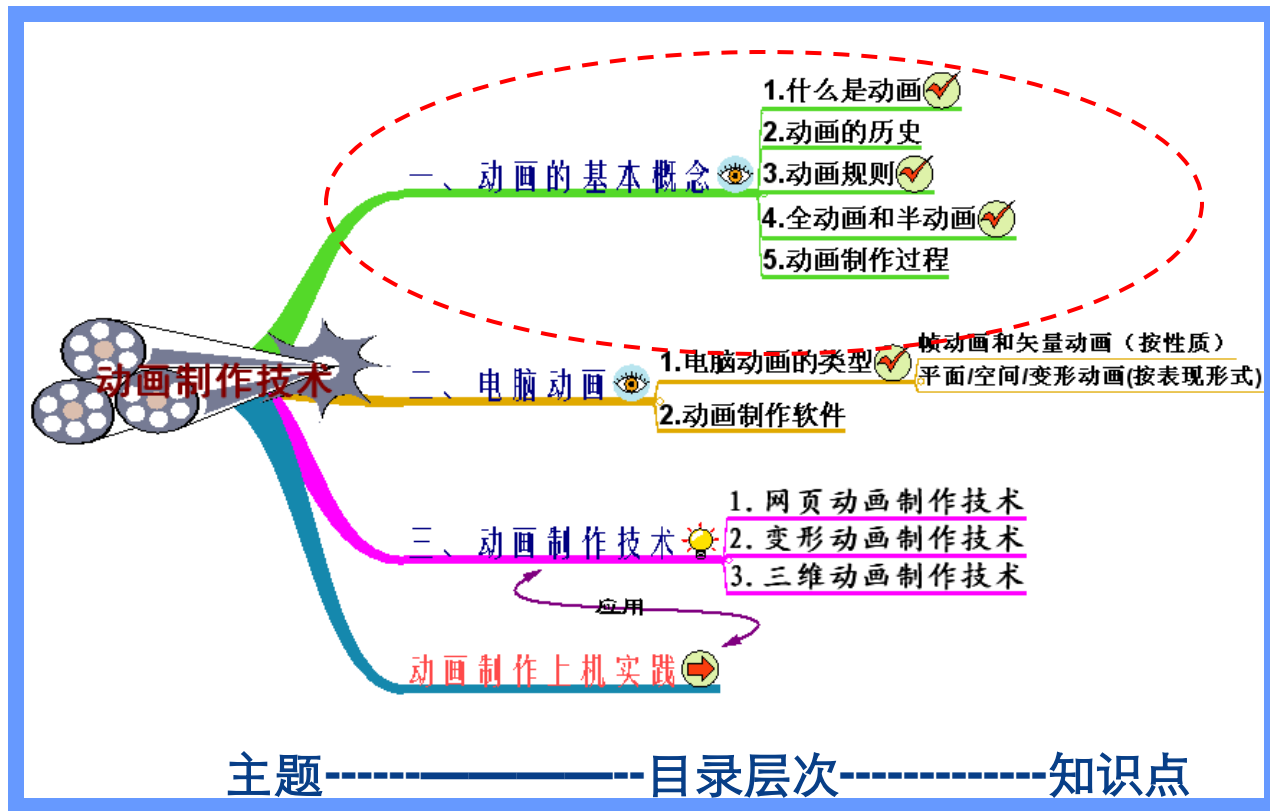 动画制作技术
一、动画的基本概念
1.什么是动画
2.动画的历史
3.动画规则
4.全动画和半动画
5.动画制作过程
二、电脑动画
1.电脑动画的类型
帧动画和矢量动画（按性质）
平面/空间/变形动画(按表现形式)
2.动画制作软件
三、动画制作技术
1.网页动画制作技术
2.变形动画制作技术
3.三维动画制作技术
应用
动画制作上机实践
主题------————------目录层次-------------知识点